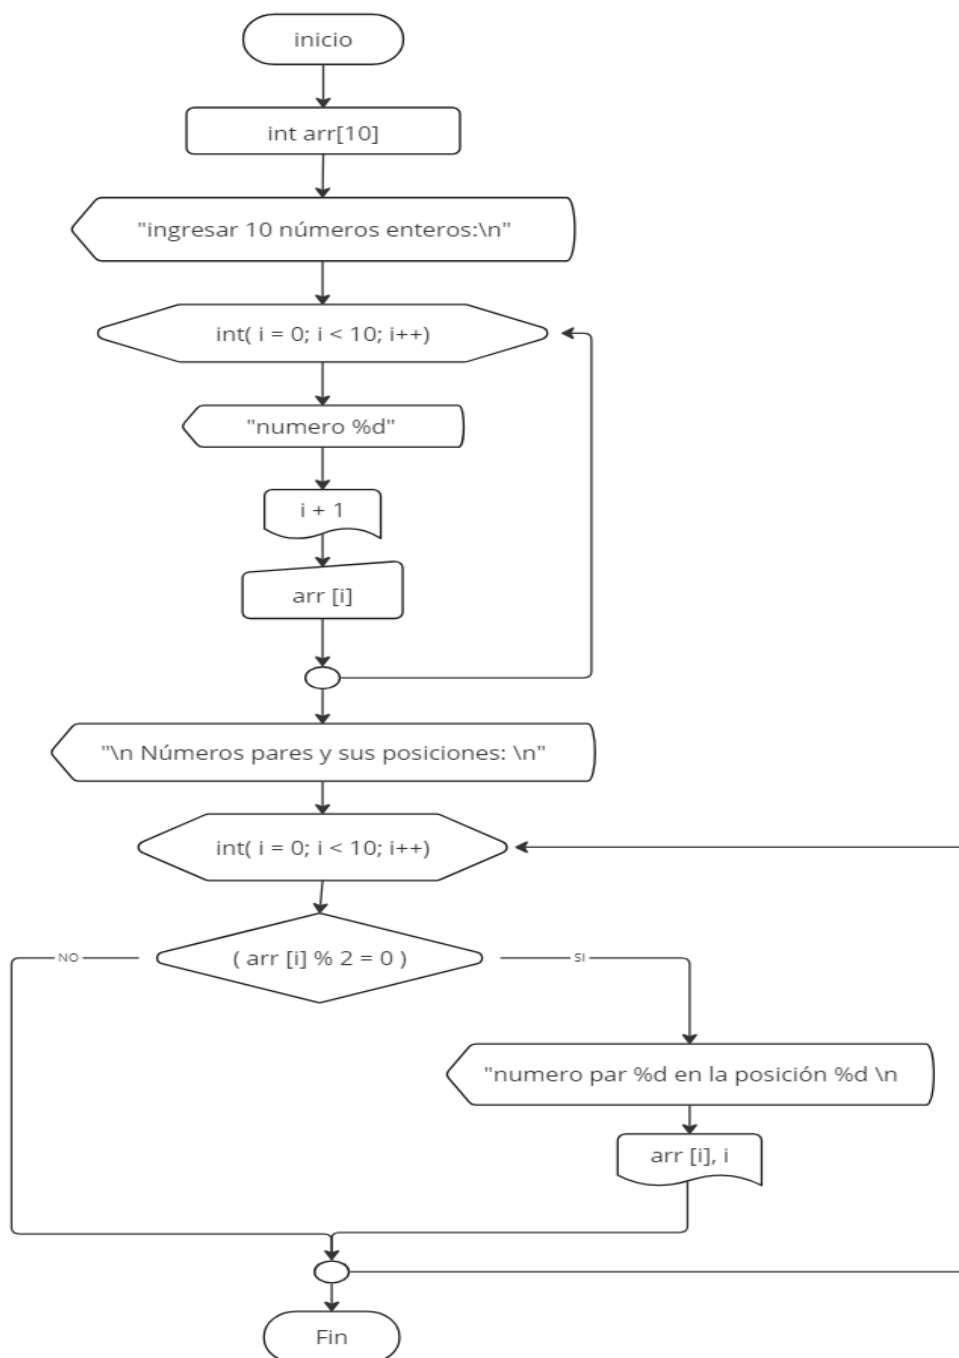 inicio
int arr[10]
"ingresar 10 números enteros:\n"
int( i = 0; i < 10; i++)
"numero %d"
i + 1
arr [i]
"\n Números pares y sus posiciones: \n"
int( i = 0; i < 10; i++)
( arr [i] % 2 = 0 )
NO
SI
"numero par %d en la posición %d \n
arr [i], i
Fin